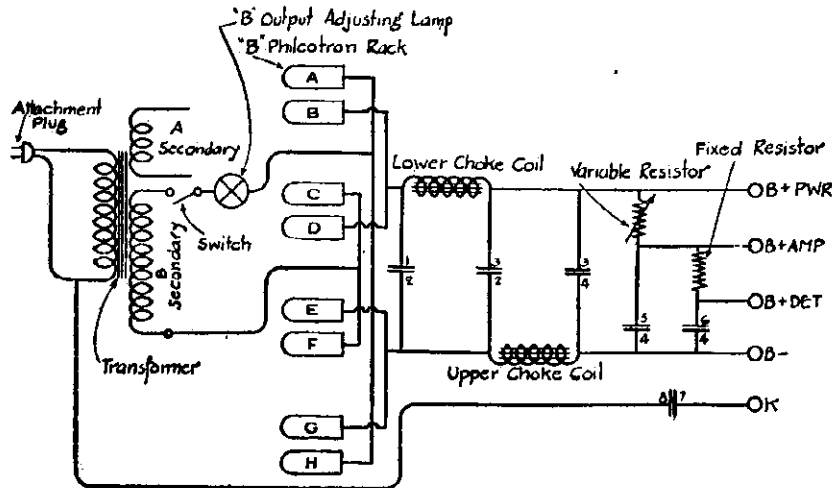 "B" Output Adjusting Lamp
"B" Philcotron Rack
A
B
Attachment
Plug
A
Secondary
Fixed Resistor
Lower Choke Coil
Variable Resistor
C
D
Switch
B
Secondary
B+PWR
B+AMP
B+DET
B-
K
1
2
3
2
3
4
5
4
6
4
E
F
Transformer
Upper Choke Coil
8
7
G
H